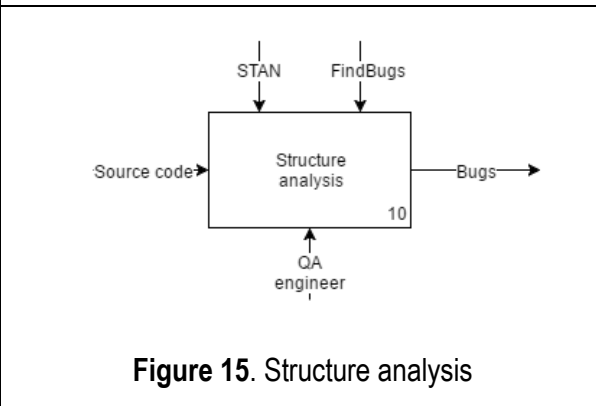 STAN FindBugs
Structure
Source code analysis Bugs
10
QA
engineer
Figure 15. Structure analysis